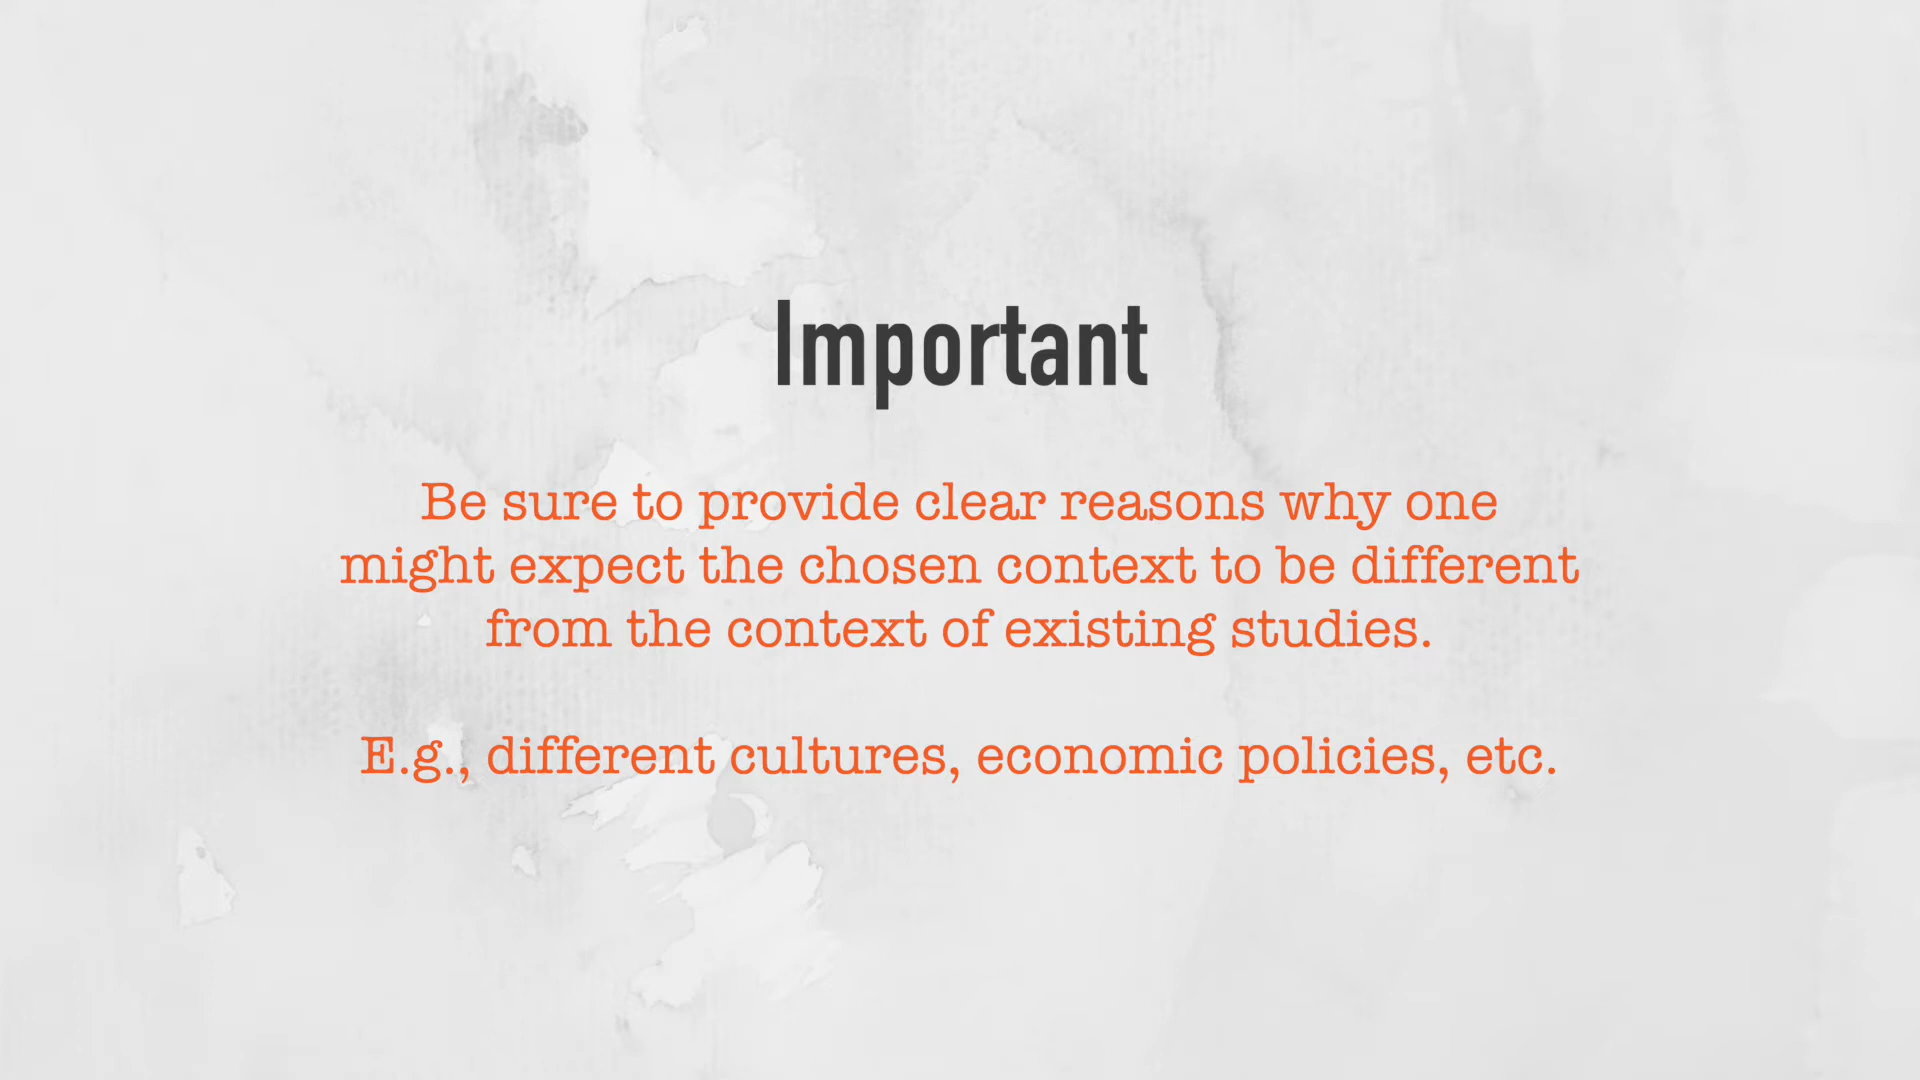 Important
Be sure to provide clear reasons why one
might expect the chosen context to be different
from the context of existing studies.
E.g., different cultures, economic policies, etc.